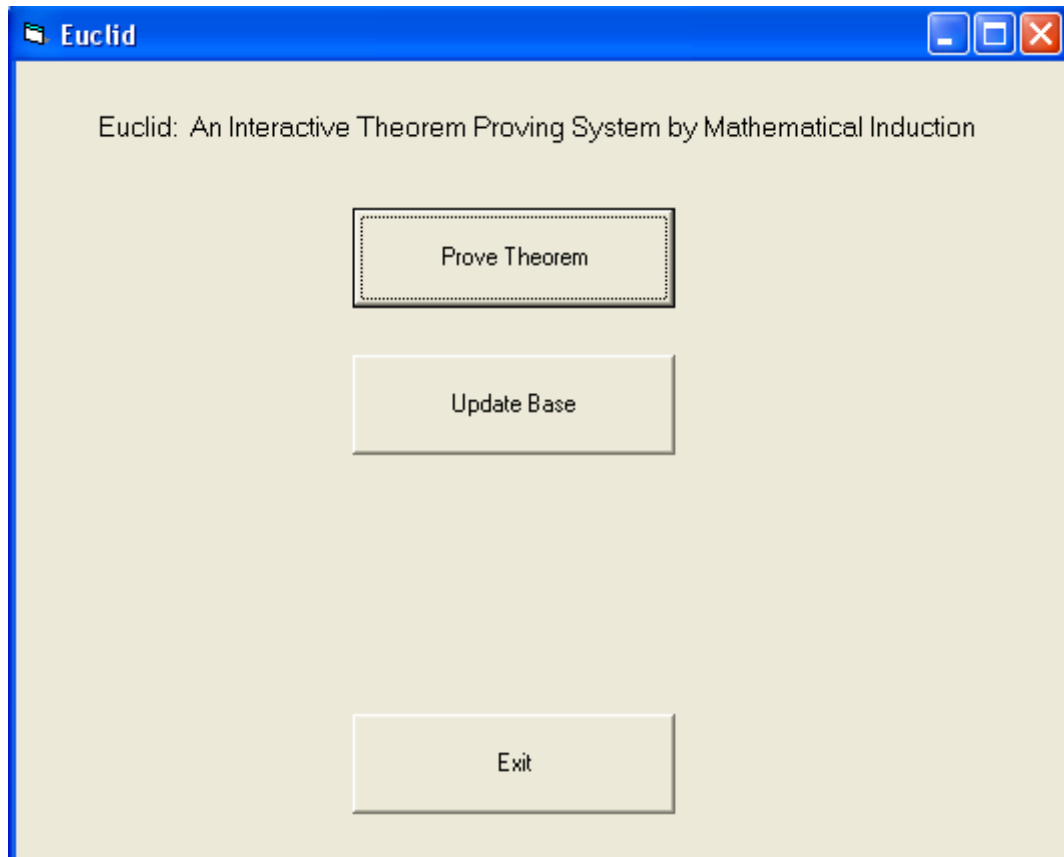 Euclid
Euclid: An Interactive Theorem Proving System by Mathematical Induction
Prove Theorem
Update Base
Exit